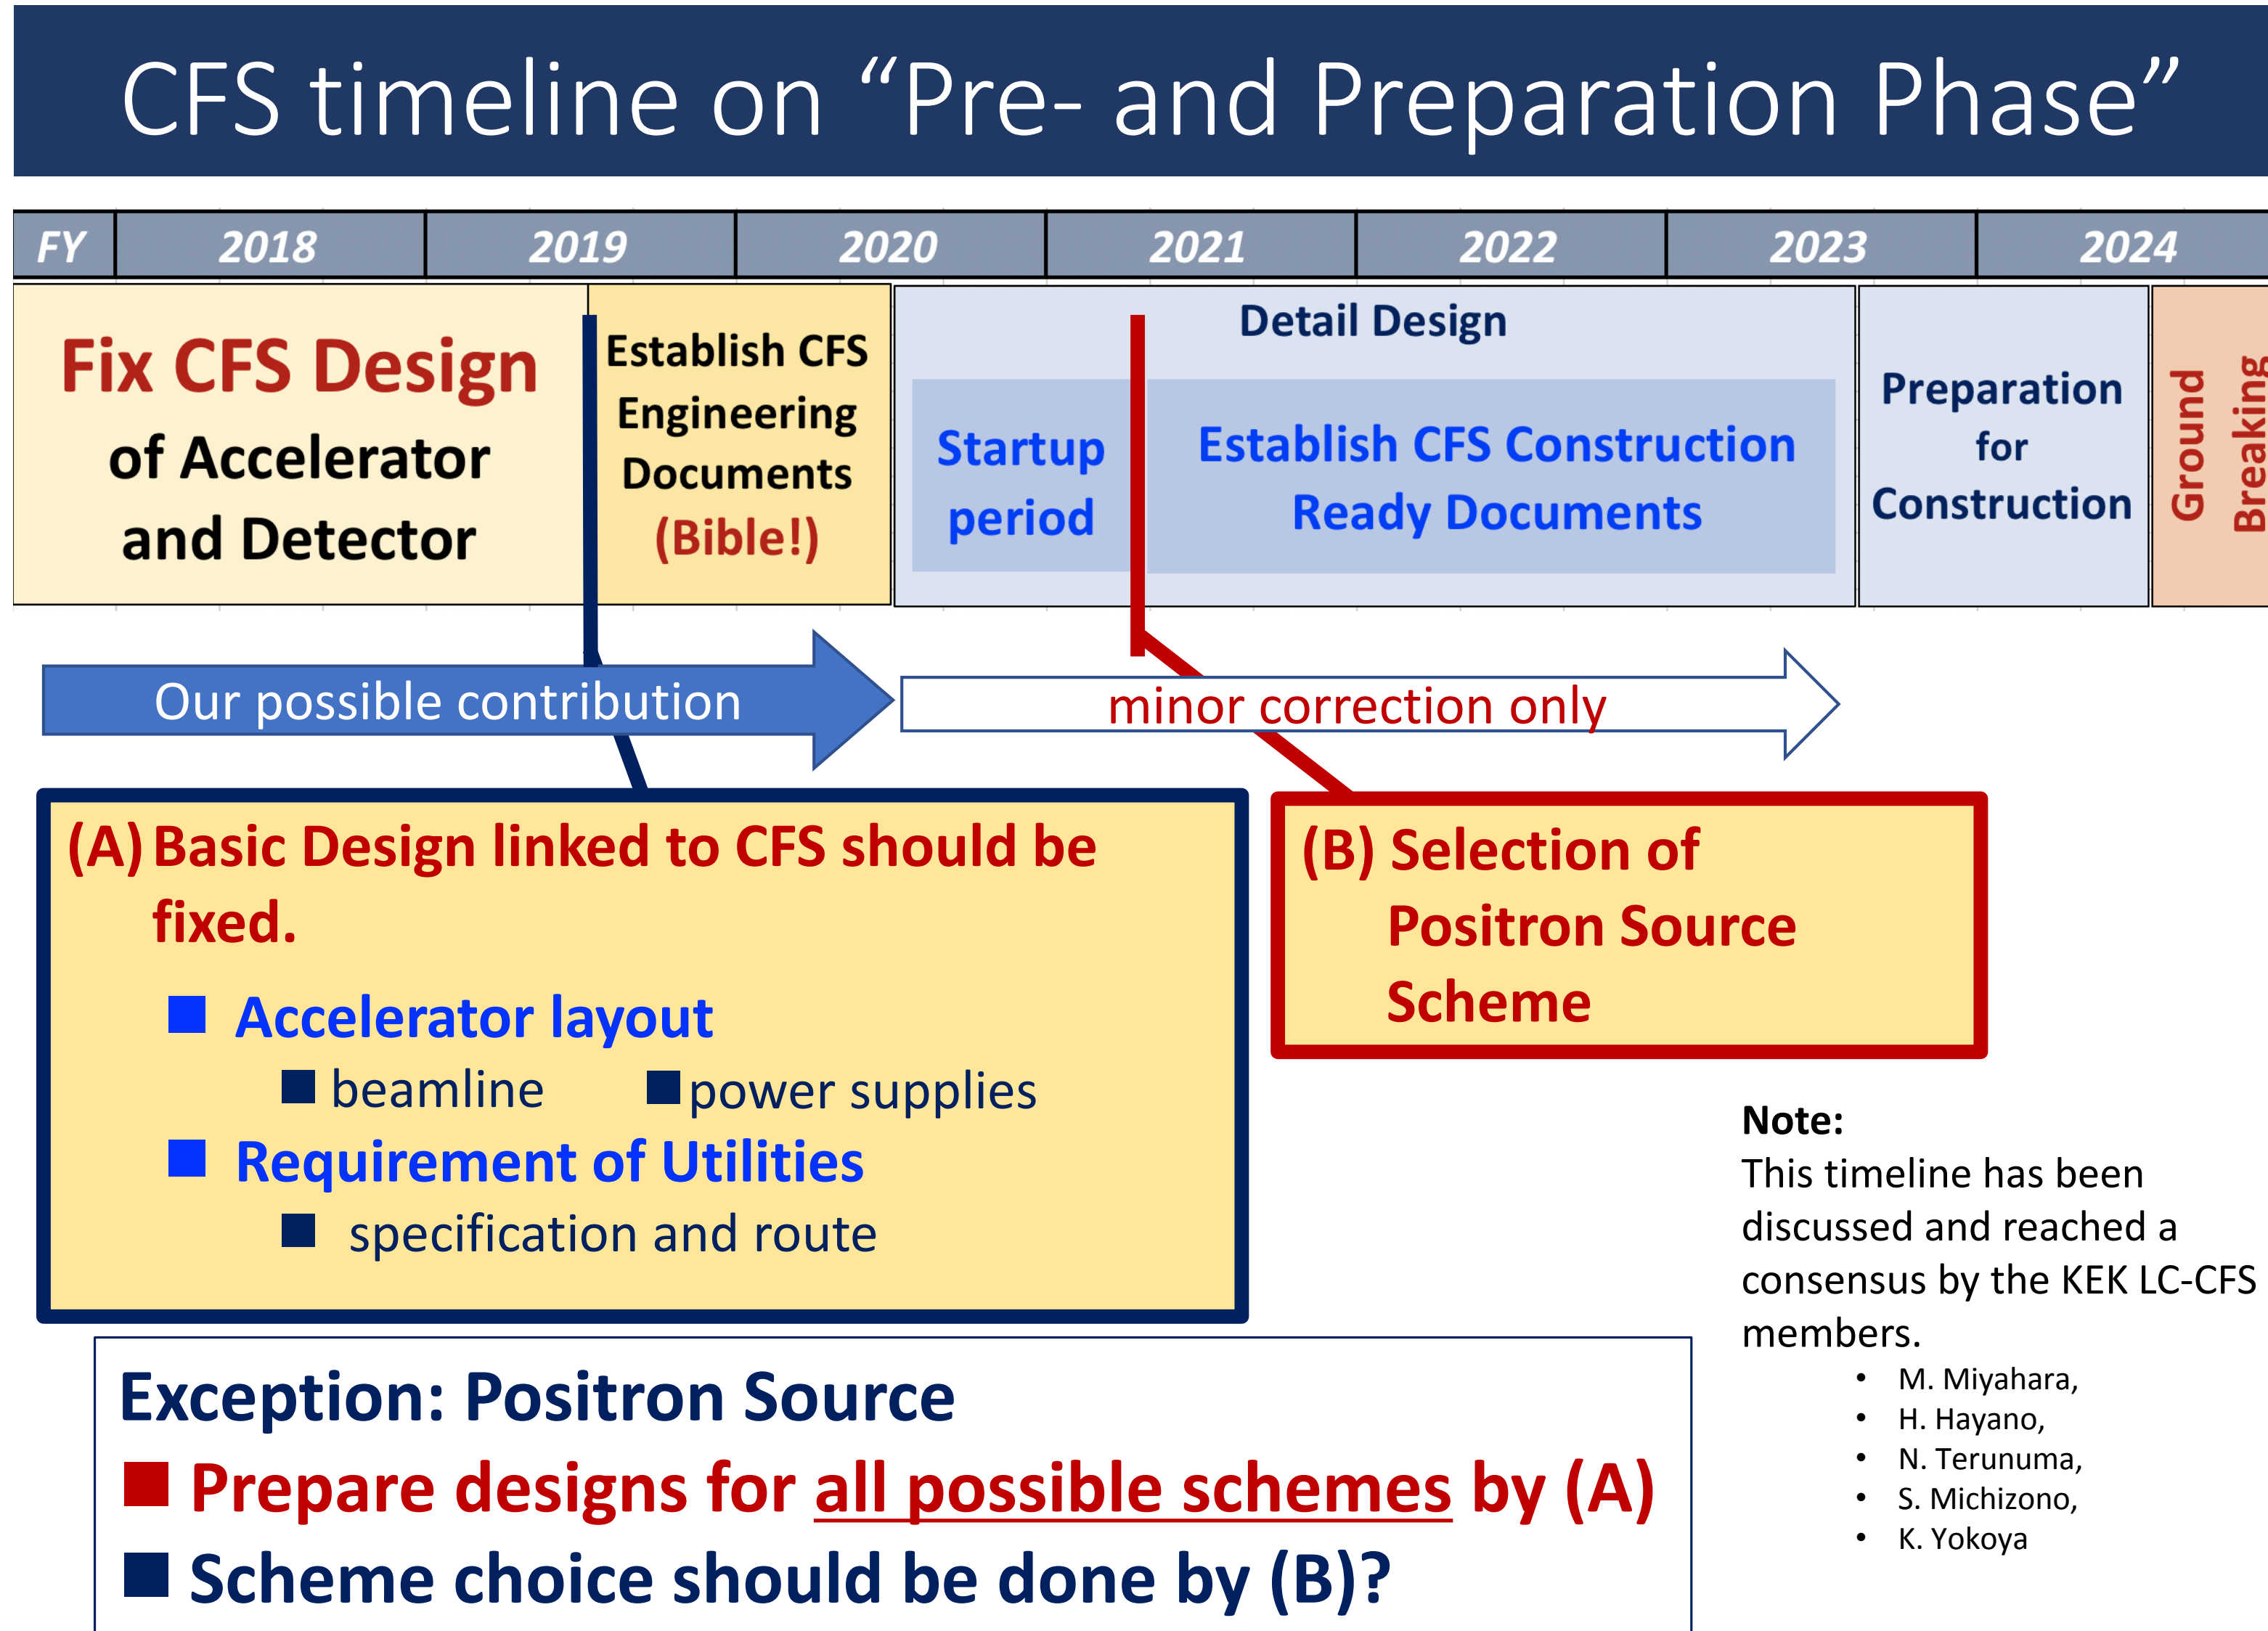 CFS timeline on “Pre- and Preparation Phase”
FY 2018 2019 2020 2021 2022 2023 2024
Fix CFS Design
of Accelerator
and Detector
Establish CFS
Engineering
Documents
(Bible!)
Detail Design
Startup
period
Establish CFS Construction
Ready Documents
Preparation
for
Construction
Ground
Breaking
Our possible contribution
minor correction only
(A) Basic Design linked to CFS should be
fixed.
Accelerator layout
beamline
power supplies
Requirement of Utilities
specification and route
(B) Selection of
Positron Source
Scheme
Note:
This timeline has been
discussed and reached a
consensus by the KEK LC-CFS
members.
• M. Miyahara,
• H. Hayano,
• N. Terunuma,
• S. Michizono,
• K. Yokoya
Exception: Positron Source
Prepare designs for all possible schemes by (A)
Scheme choice should be done by (B)?